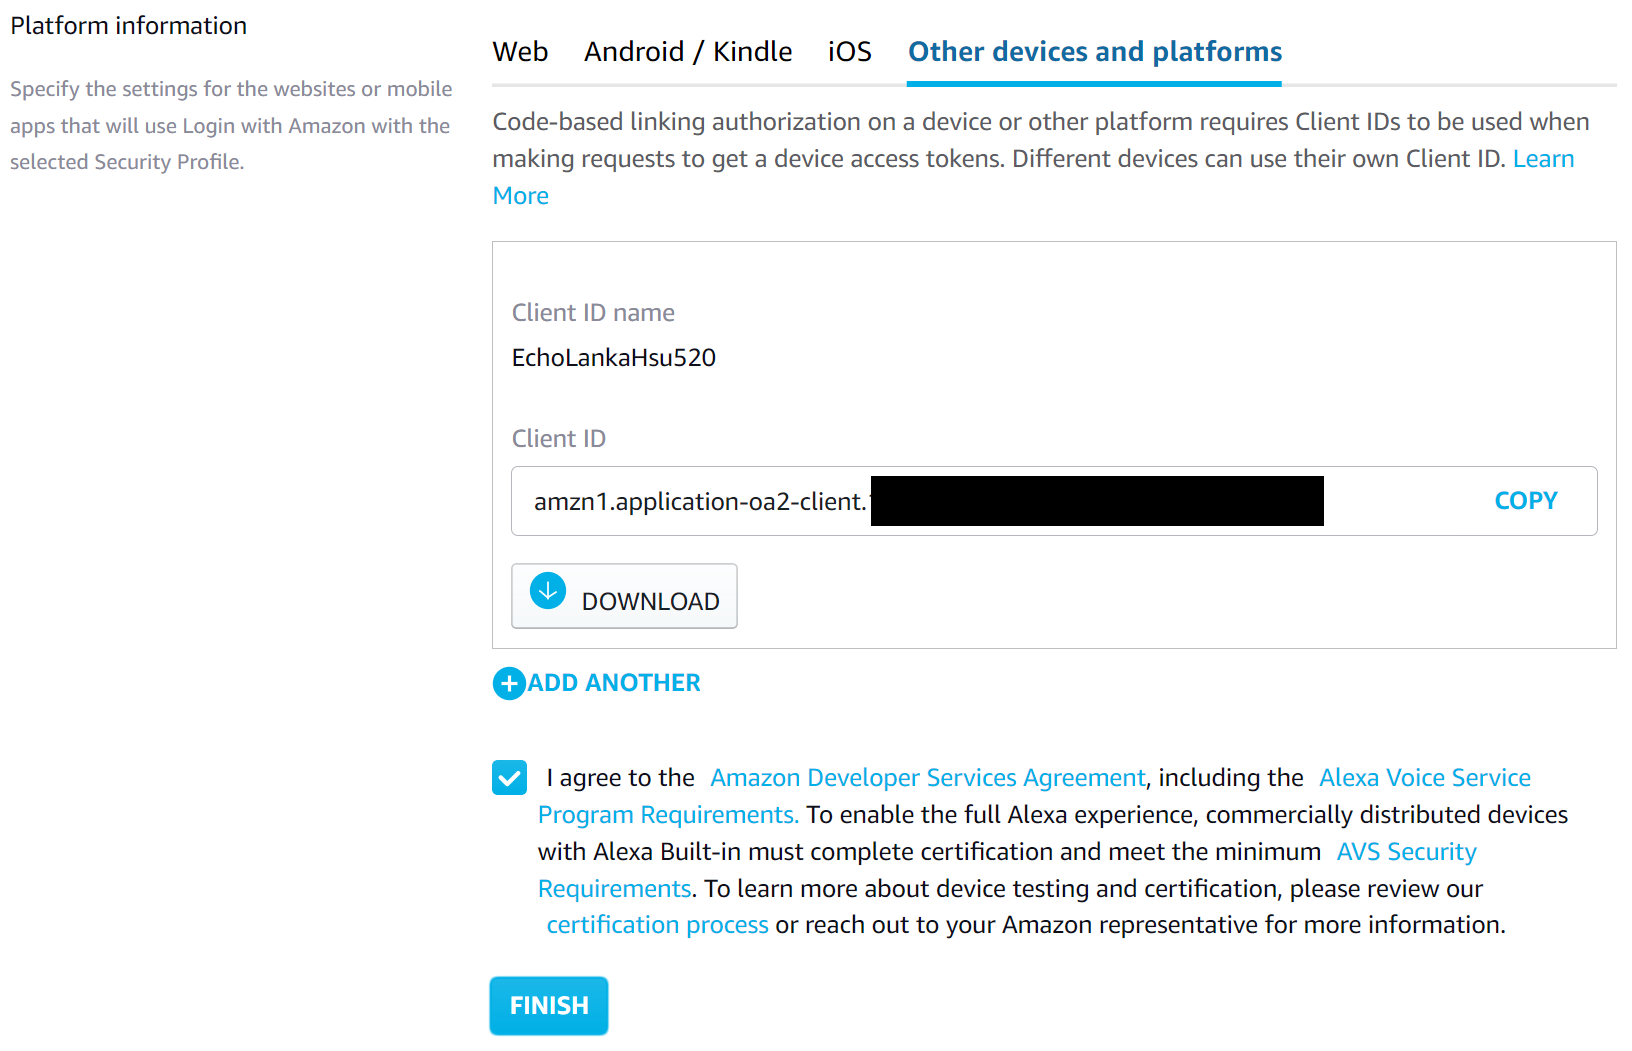 Platform information
Specify the settings for the websites or mobile
apps that will use Login with Amazon with the
selected Security Profile.
Web Android / Kindle iOS Other devices and platforms
Code-based linking authorization on a device or other platform requires Client IDs to be used when
making requests to get a device access tokens. Different devices can use their own Client ID. Learn
More
Client ID name
EchoLankaHsu520
Client ID
amzn1.application-oa2-client.
COPY
DOWNLOAD
ADD ANOTHER
I agree to the Amazon Developer Services Agreement, including the Alexa Voice Service
Program Requirements. To enable the full Alexa experience, commercially distributed devices
with Alexa Built-in must complete certification and meet the minimum AVS Security
Requirements. To learn more about device testing and certification, please review our
certification process or reach out to your Amazon representative for more information.
FINISH